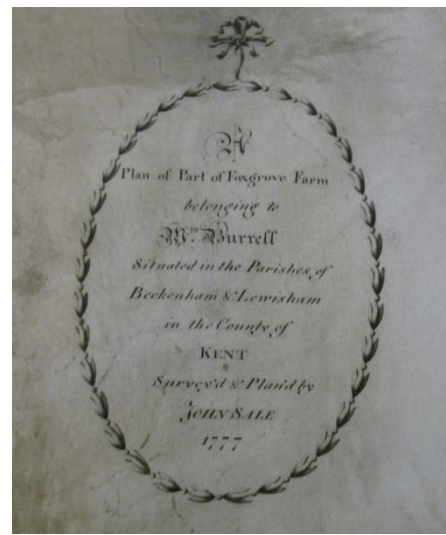 A
Plan of Part of Foxgrove Farm
belonging to
Mrs Burrell
Situated in the Parishes of
Beckenham & Lewisham
in the County of
KENT
Survey'd & Plan'd by
JOHN SALE
1777